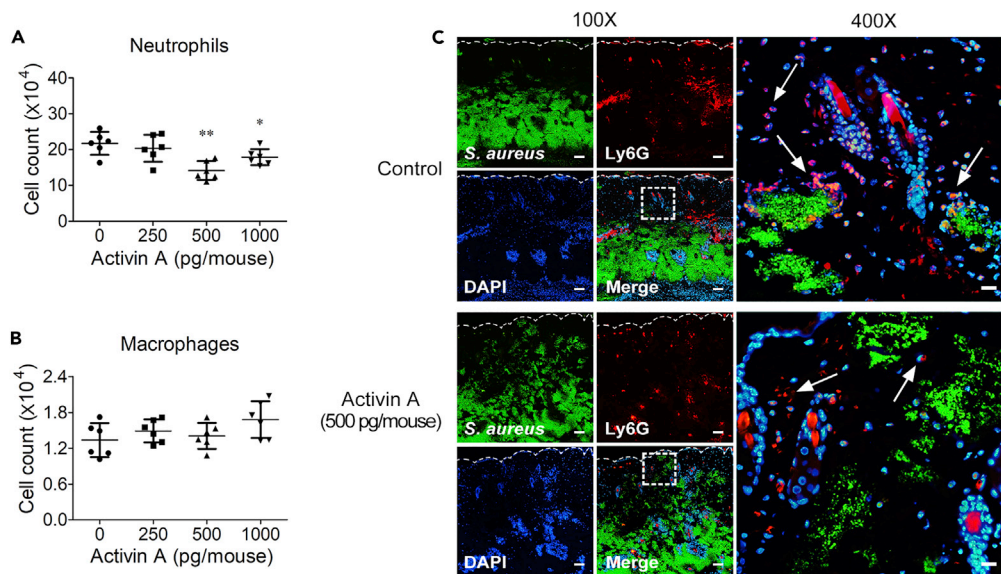 A
Neutrophils
Cell count (x10⁴)
40
30
20
10
0
**
*
0 250 500 1000
Activin A (pg/mouse)
B
Macrophages
Cell count (x10⁴)
2.4
1.8
1.2
0.6
0.0
0 250 500 1000
Activin A (pg/mouse)
C
100X 400X
Control
S. aureus Ly6G
DAPI Merge
Activin A
(500 pg/mouse)
S. aureus Ly6G
DAPI Merge